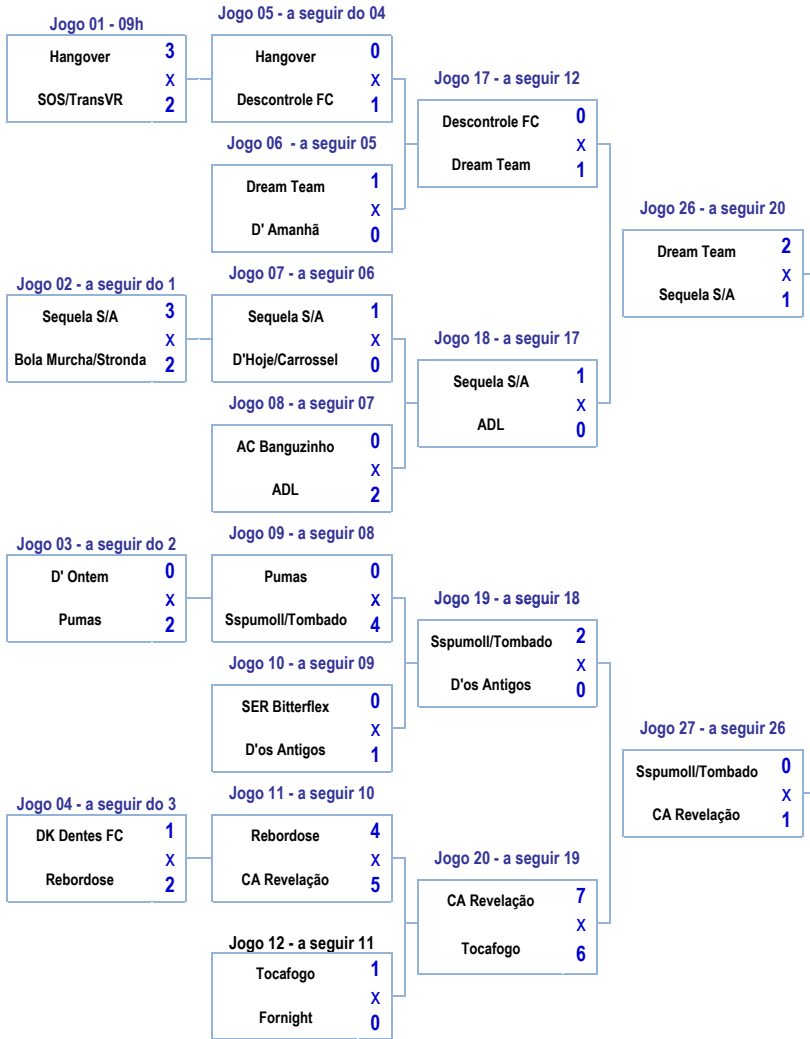 Jogo 01 - 09h
Hangover 3
X
SOS/TransVR 2
Jogo 02 - a seguir do 1
Sequela S/A 3
X
Bola Murcha/Stronda 2
Jogo 03 - a seguir do 2
D' Ontem 0
X
Pumas 2
Jogo 04 - a seguir do 3
DK Dentes FC 1
X
Rebordose 2
Jogo 05 - a seguir do 04
Hangover 0
X
Descontrole FC 1
Jogo 06 - a seguir 05
Dream Team 1
X
D' Amanhã 0
Jogo 07 - a seguir 06
Sequela S/A 1
X
D'Hoje/Carrossel 0
Jogo 08 - a seguir 07
AC Banguzinho 0
X
ADL 2
Jogo 09 - a seguir 08
Pumas 0
X
Sspumoll/Tombado 4
Jogo 10 - a seguir 09
SER Bitterflex 0
X
D'os Antigos 1
Jogo 11 - a seguir 10
Rebordose 4
X
CA Revelação 5
Jogo 12 - a seguir 11
Tocafogo 1
X
Fornight 0
Jogo 17 - a seguir 12
Descontrole FC 0
X
Dream Team 1
Jogo 18 - a seguir 17
Sequela S/A 1
X
ADL 0
Jogo 19 - a seguir 18
Sspumoll/Tombado 2
X
D'os Antigos 0
Jogo 20 - a seguir 19
CA Revelação 7
X
Tocafogo 6
Jogo 26 - a seguir 20
Dream Team 2
X
Sequela S/A 1
Jogo 27 - a seguir 26
Sspumoll/Tombado 0
X
CA Revelação 1